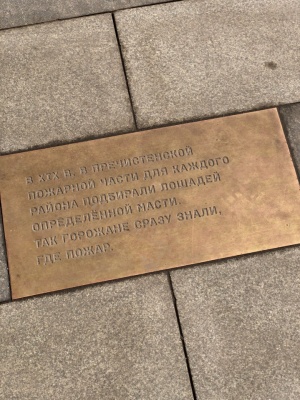 В XIX В. В ПРЕЧИСТЕНСКОЙ
ПОЖАРНОЙ ЧАСТИ ДЛЯ КАЖДОГО
РАЙОНА ПОДБИРАЛИ ЛОШАДЕЙ
ОПРЕДЕЛЁННОЙ МАСТИ.
ТАК ГОРОЖАНЕ СРАЗУ ЗНАЛИ,
ГДЕ ПОЖАР.